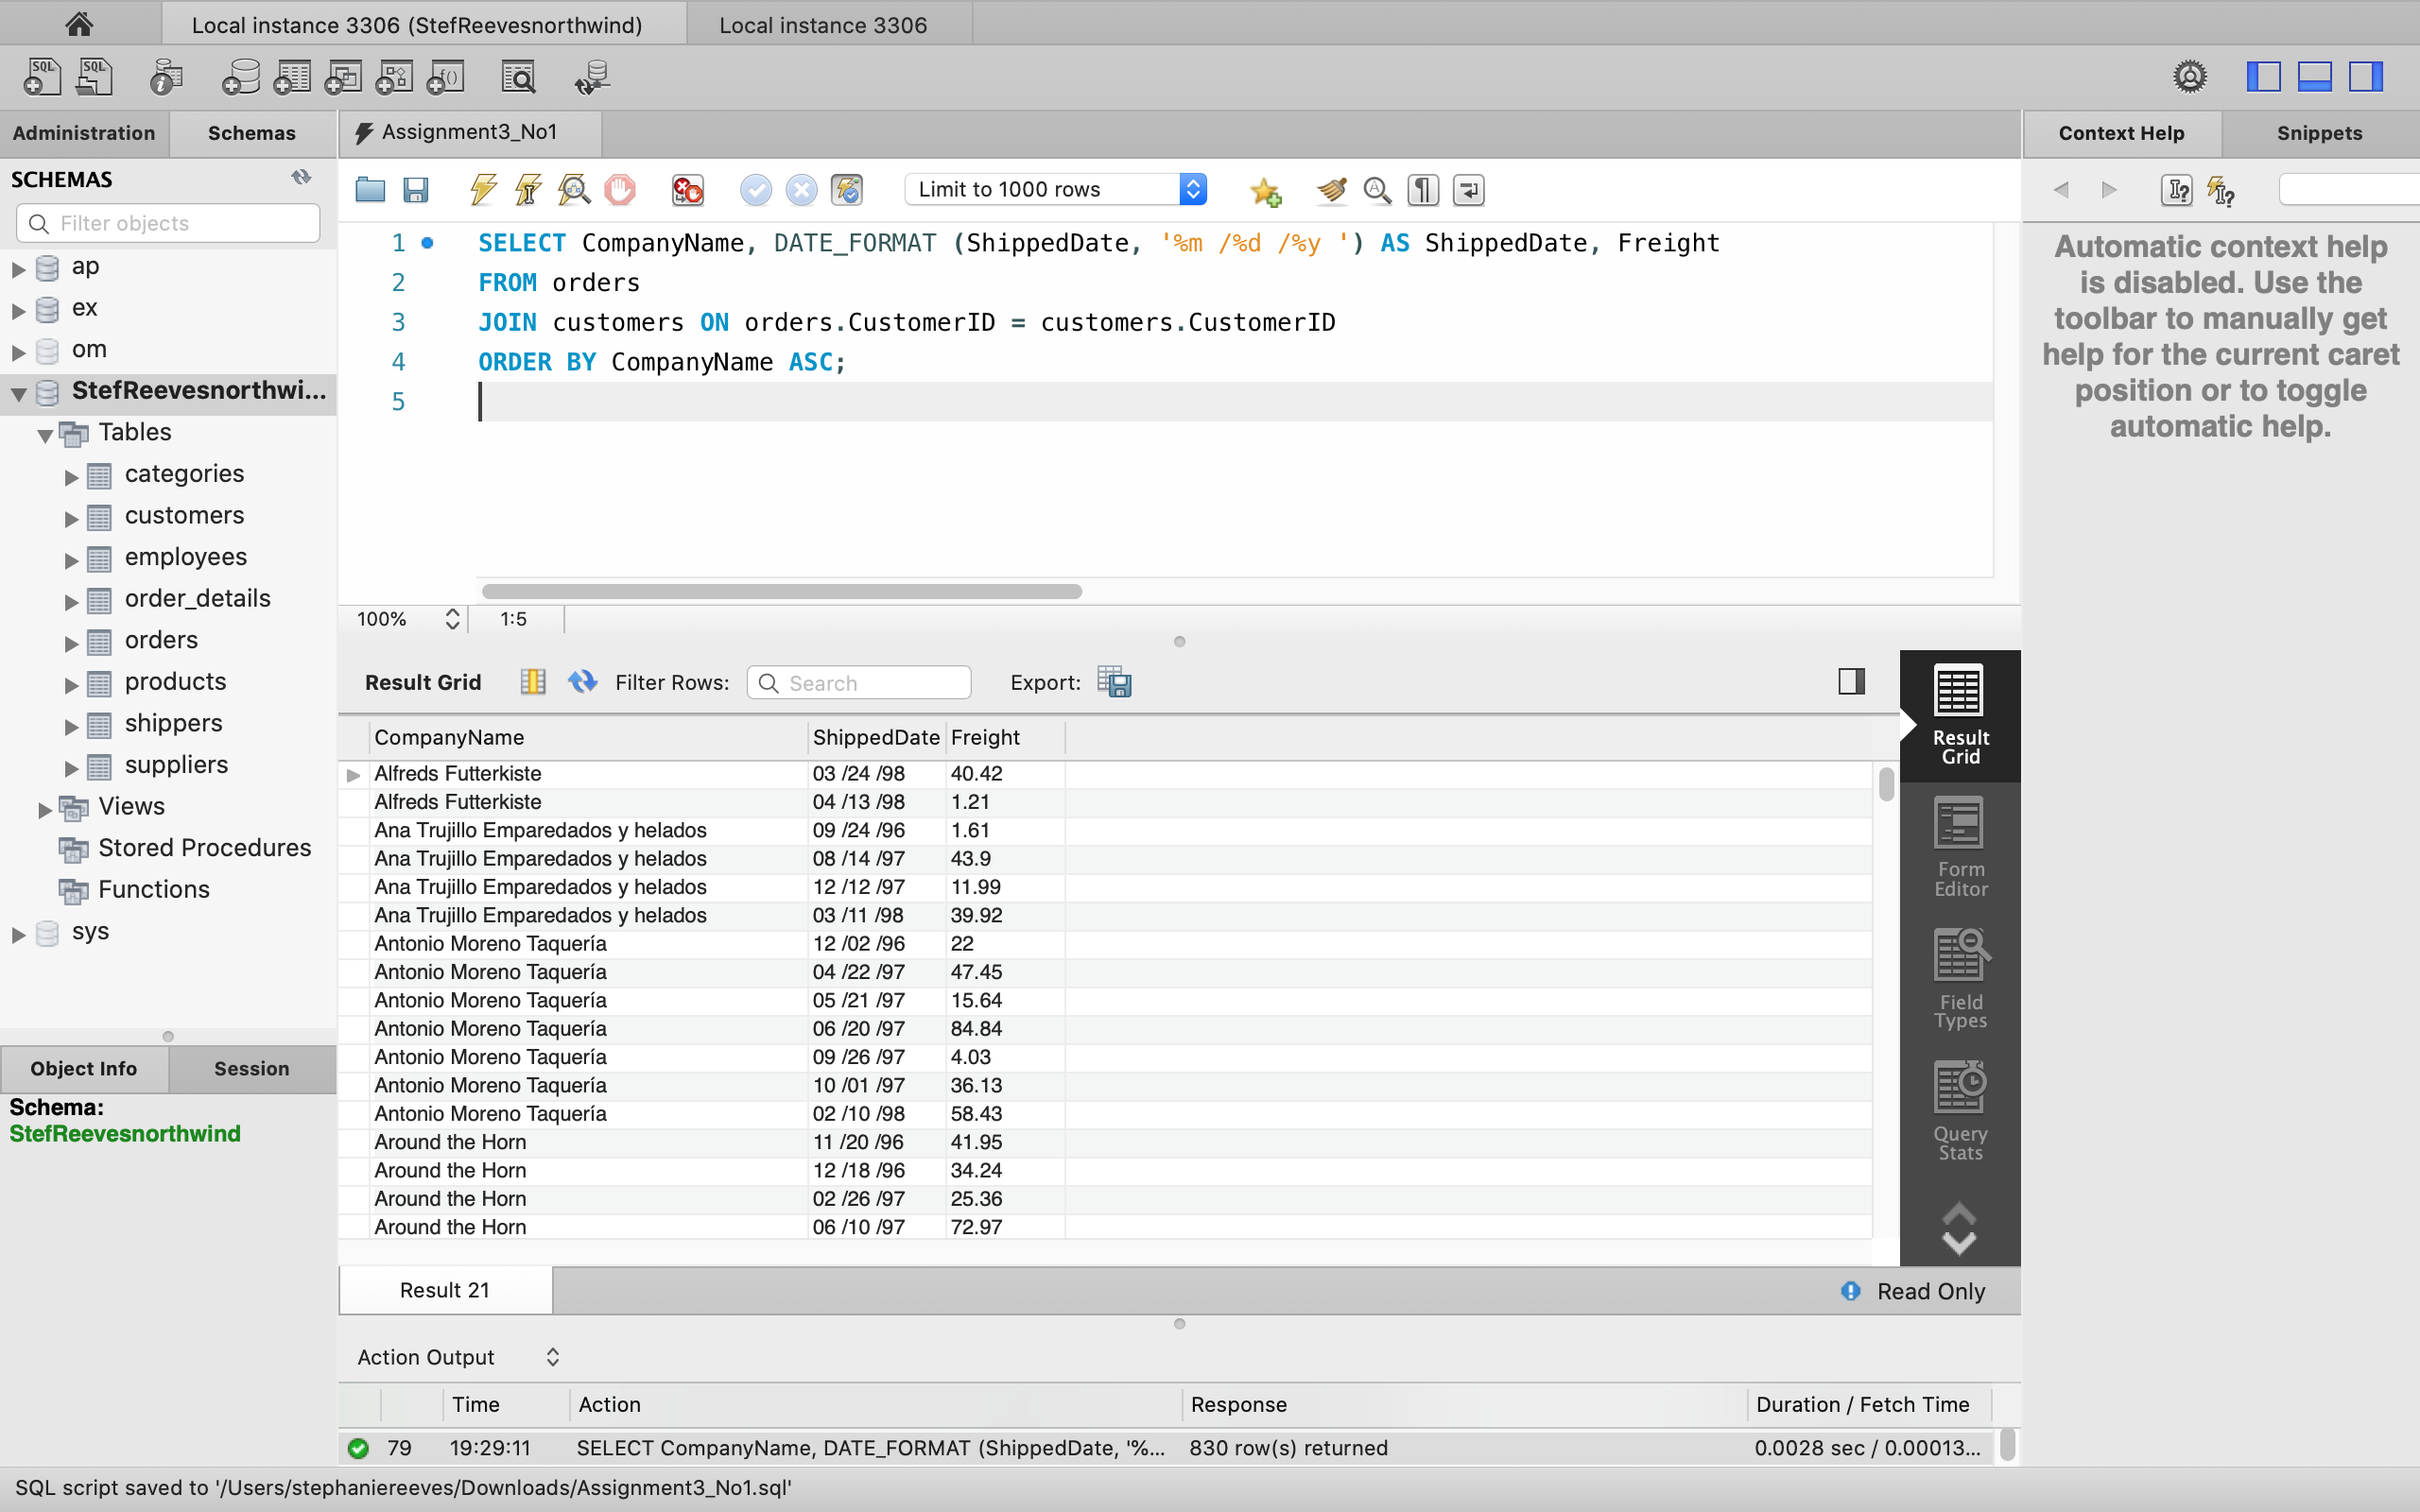 Local instance 3306 (StefReevesnorthwind) Local instance 3306
SQL SQL i f()
Administration Schemas
SCHEMAS
Filter objects
ap
ex
om
StefReevesnorthwi...
Tables
categories
customers
employees
order_details
orders
products
shippers
suppliers
Views
Stored Procedures
Functions
sys
Object Info Session
Schema:
StefReevesnorthwind
Assignment3_No1
Limit to 1000 rows
1 SELECT CompanyName, DATE_FORMAT (ShippedDate, '%m /%d /%y ') AS ShippedDate, Freight
2 FROM orders
3 JOIN customers ON orders.CustomerID = customers.CustomerID
4 ORDER BY CompanyName ASC;
5
100% 1:5
Result Grid Filter Rows: Search Export:
CompanyName ShippedDate Freight
Alfreds Futterkiste 03 /24 /98 40.42
Alfreds Futterkiste 04 /13 /98 1.21
Ana Trujillo Emparedados y helados 09 /24 /96 1.61
Ana Trujillo Emparedados y helados 08 /14 /97 43.9
Ana Trujillo Emparedados y helados 12 /12 /97 11.99
Ana Trujillo Emparedados y helados 03 /11 /98 39.92
Antonio Moreno Taquería 12 /02 /96 22
Antonio Moreno Taquería 04 /22 /97 47.45
Antonio Moreno Taquería 05 /21 /97 15.64
Antonio Moreno Taquería 06 /20 /97 84.84
Antonio Moreno Taquería 09 /26 /97 4.03
Antonio Moreno Taquería 10 /01 /97 36.13
Antonio Moreno Taquería 02 /10 /98 58.43
Around the Horn 11 /20 /96 41.95
Around the Horn 12 /18 /96 34.24
Around the Horn 02 /26 /97 25.36
Around the Horn 06 /10 /97 72.97
Result
Grid
Form
Editor
Field
Types
Query
Stats
Result 21 Read Only
Action Output
Time Action Response Duration / Fetch Time
79 19:29:11 SELECT CompanyName, DATE_FORMAT (ShippedDate, '%... 830 row(s) returned 0.0028 sec / 0.00013...
Context Help Snippets
Automatic context help
is disabled. Use the
toolbar to manually get
help for the current caret
position or to toggle
automatic help.
SQL script saved to '/Users/stephaniereeves/Downloads/Assignment3_No1.sql'